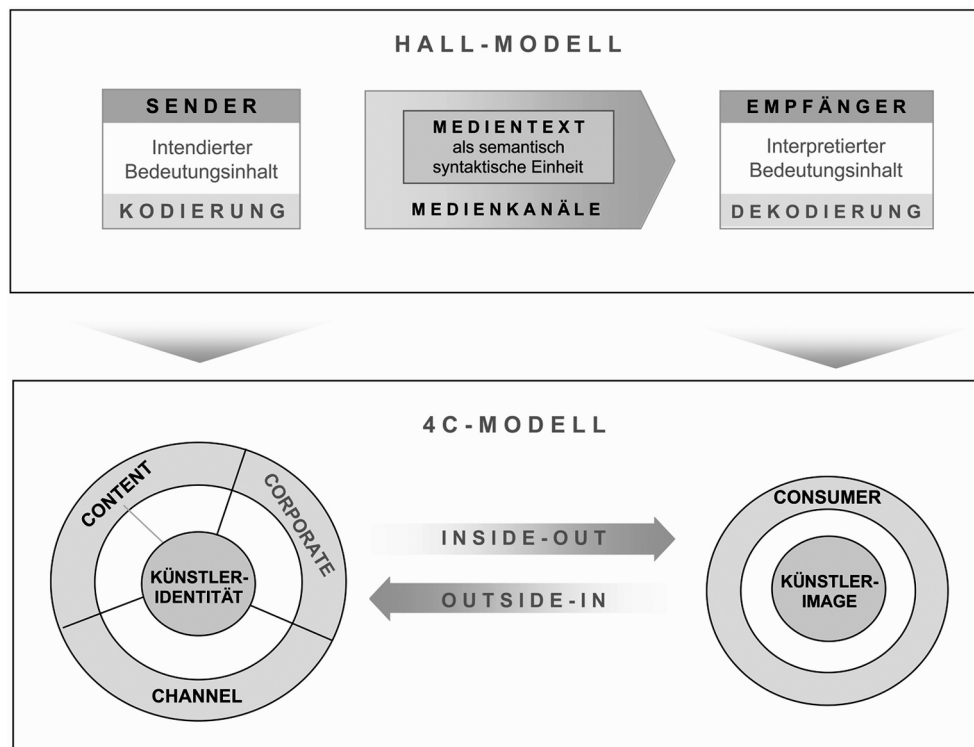 HALL-MODELL
SENDER
Intendierter
Bedeutungsinhalt
KODIERUNG
MEDIENTEXT
als semantisch
syntaktische Einheit
MEDIENKANÄLE
EMPFÄNGER
Interpretierter
Bedeutungsinhalt
DEKODIERUNG
4C-MODELL
CONTENT
CORPORATE
KÜNSTLER-
IDENTITÄT
CHANNEL
INSIDE-OUT
OUTSIDE-IN
CONSUMER
KÜNSTLER-
IMAGE